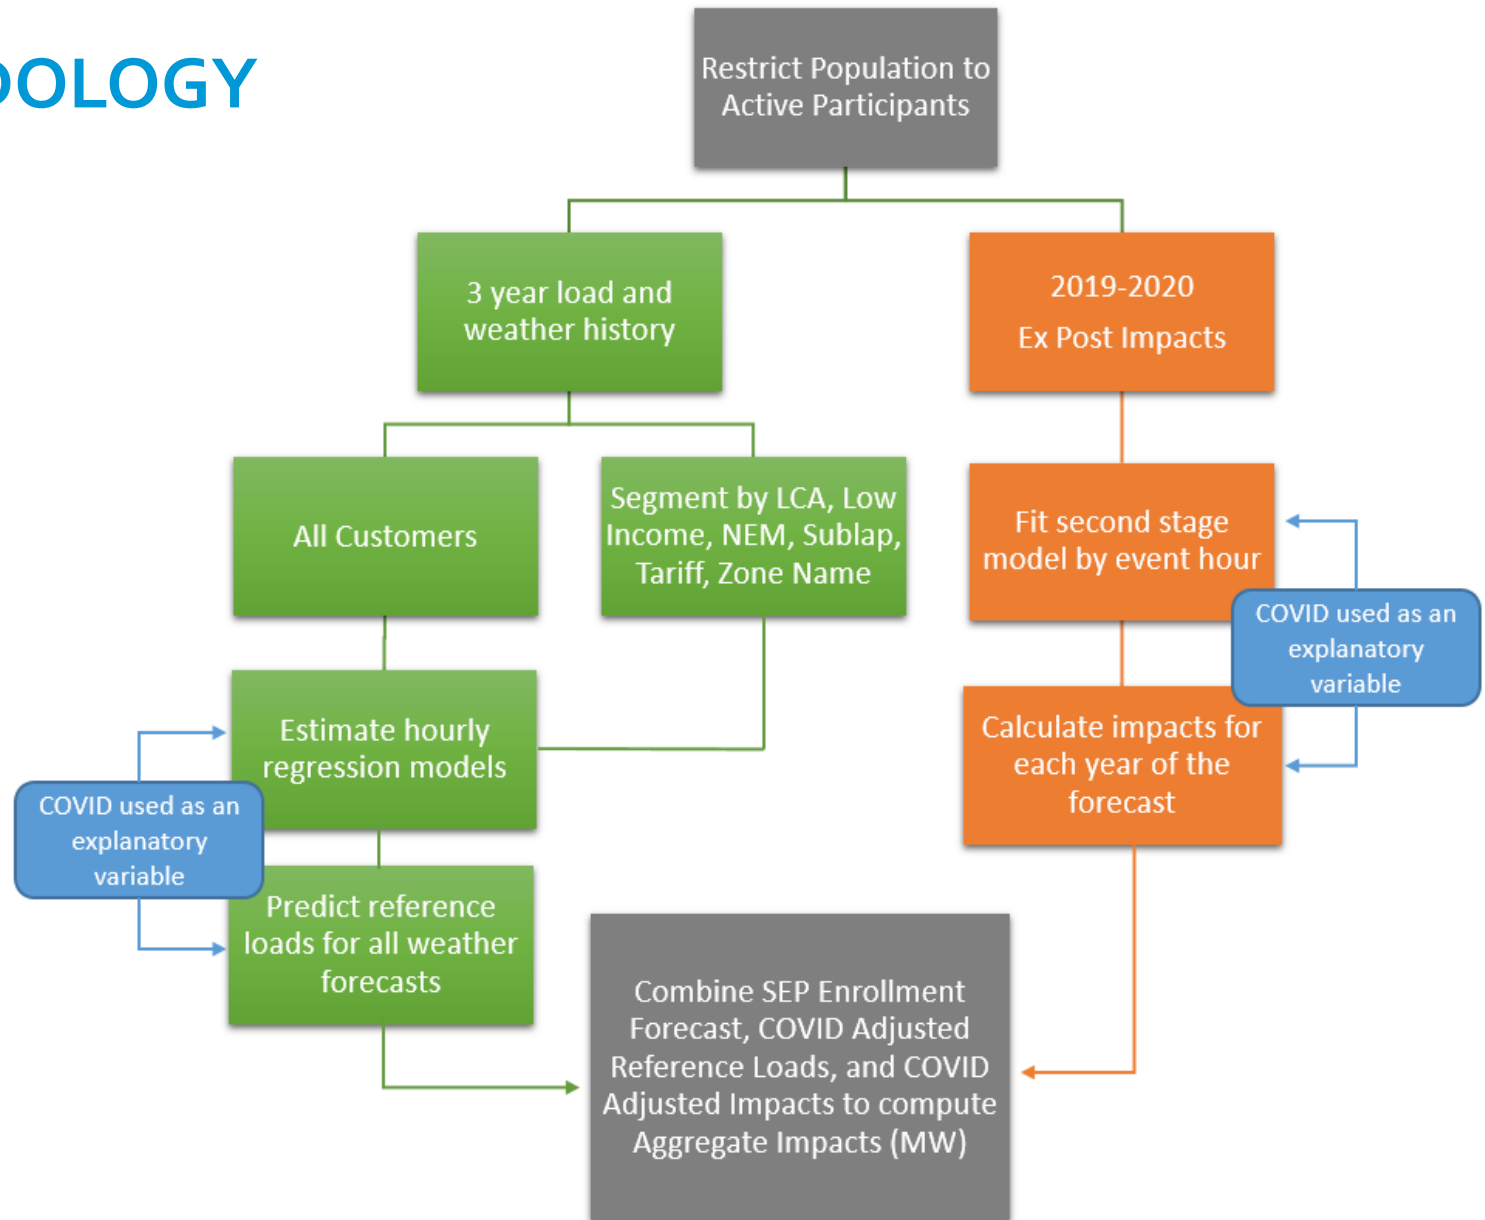 DOLOGY
Restrict Population to
Active Participants
3 year load and
weather history
2019-2020
Ex Post Impacts
All Customers
Segment by LCA, Low
Income, NEM, Sublap,
Tariff, Zone Name
Fit second stage
model by event hour
COVID used as an
explanatory
variable
Estimate hourly
regression models
Calculate impacts for
each year of the
forecast
COVID used as an
explanatory
variable
Predict reference
loads for all weather
forecasts
Combine SEP Enrollment
Forecast, COVID Adjusted
Reference Loads, and COVID
Adjusted Impacts to compute
Aggregate Impacts (MW)